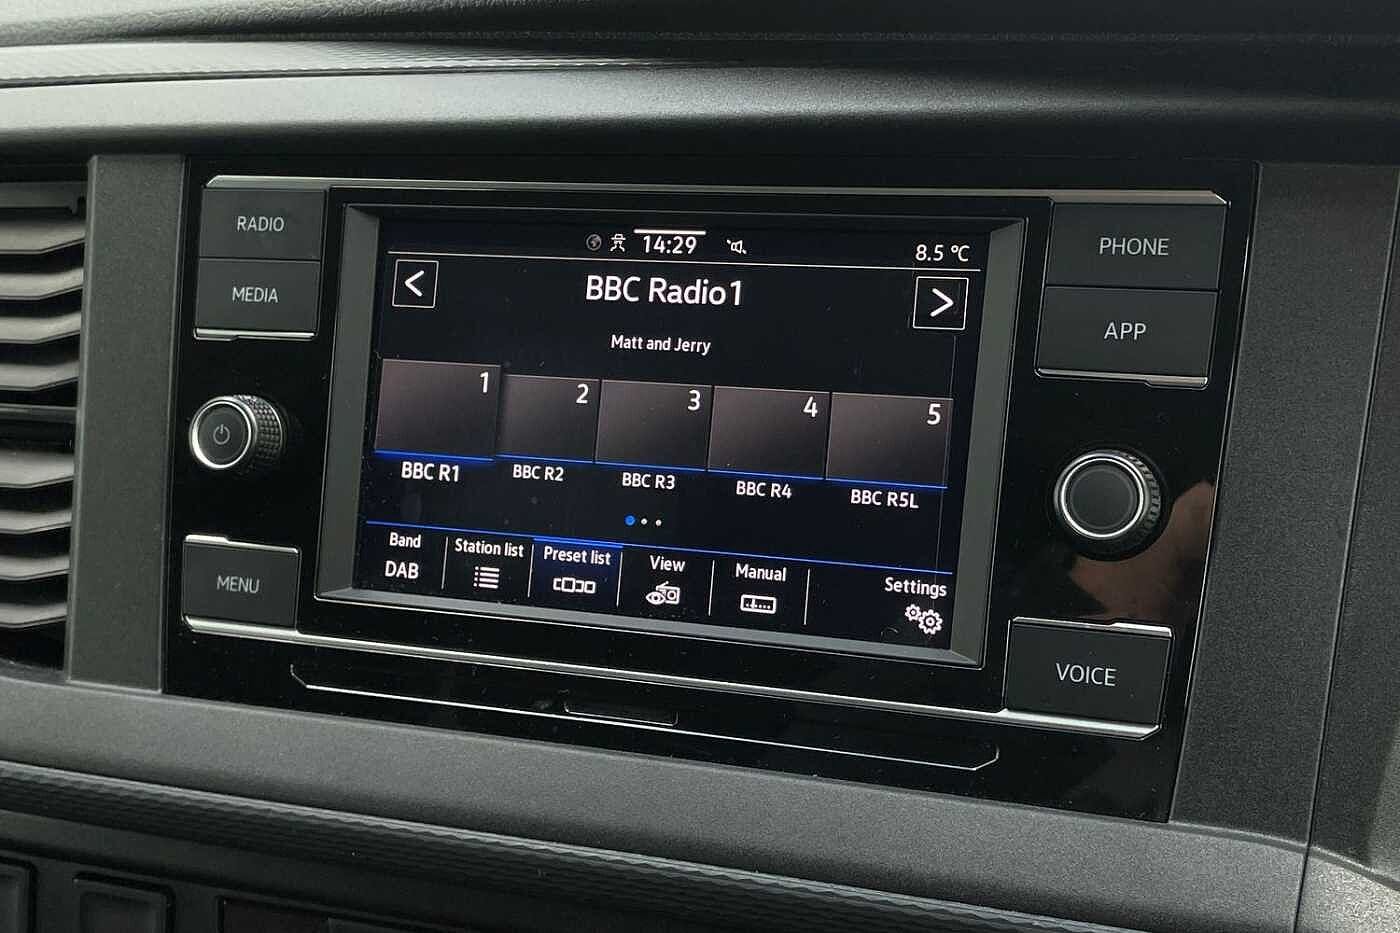 RADIO
MEDIA
MENU
14:29
8.5 °C
<
BBC Radio1
>
Matt and Jerry
1 2 3 4 5
BBC R1 BBC R2 BBC R3 BBC R4 BBC R5L
Band Station list Preset list View Manual Settings
DAB
PHONE
APP
VOICE